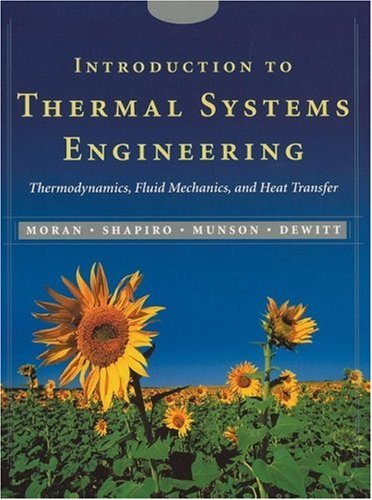 INTRODUCTION TO
THERMAL SYSTEMS
ENGINEERING
Thermodynamics, Fluid Mechanics, and Heat Transfer
MORAN • SHAPIRO • MUNSON • DEWITT